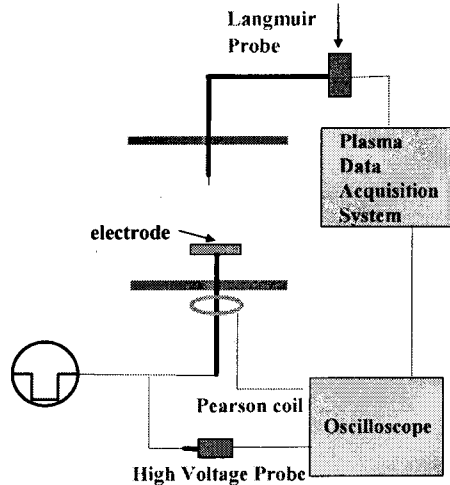 Langmuir
Probe
Plasma
Data
Acquisition
System
electrode
Pearson coil
Oscilloscope
High Voltage Probe